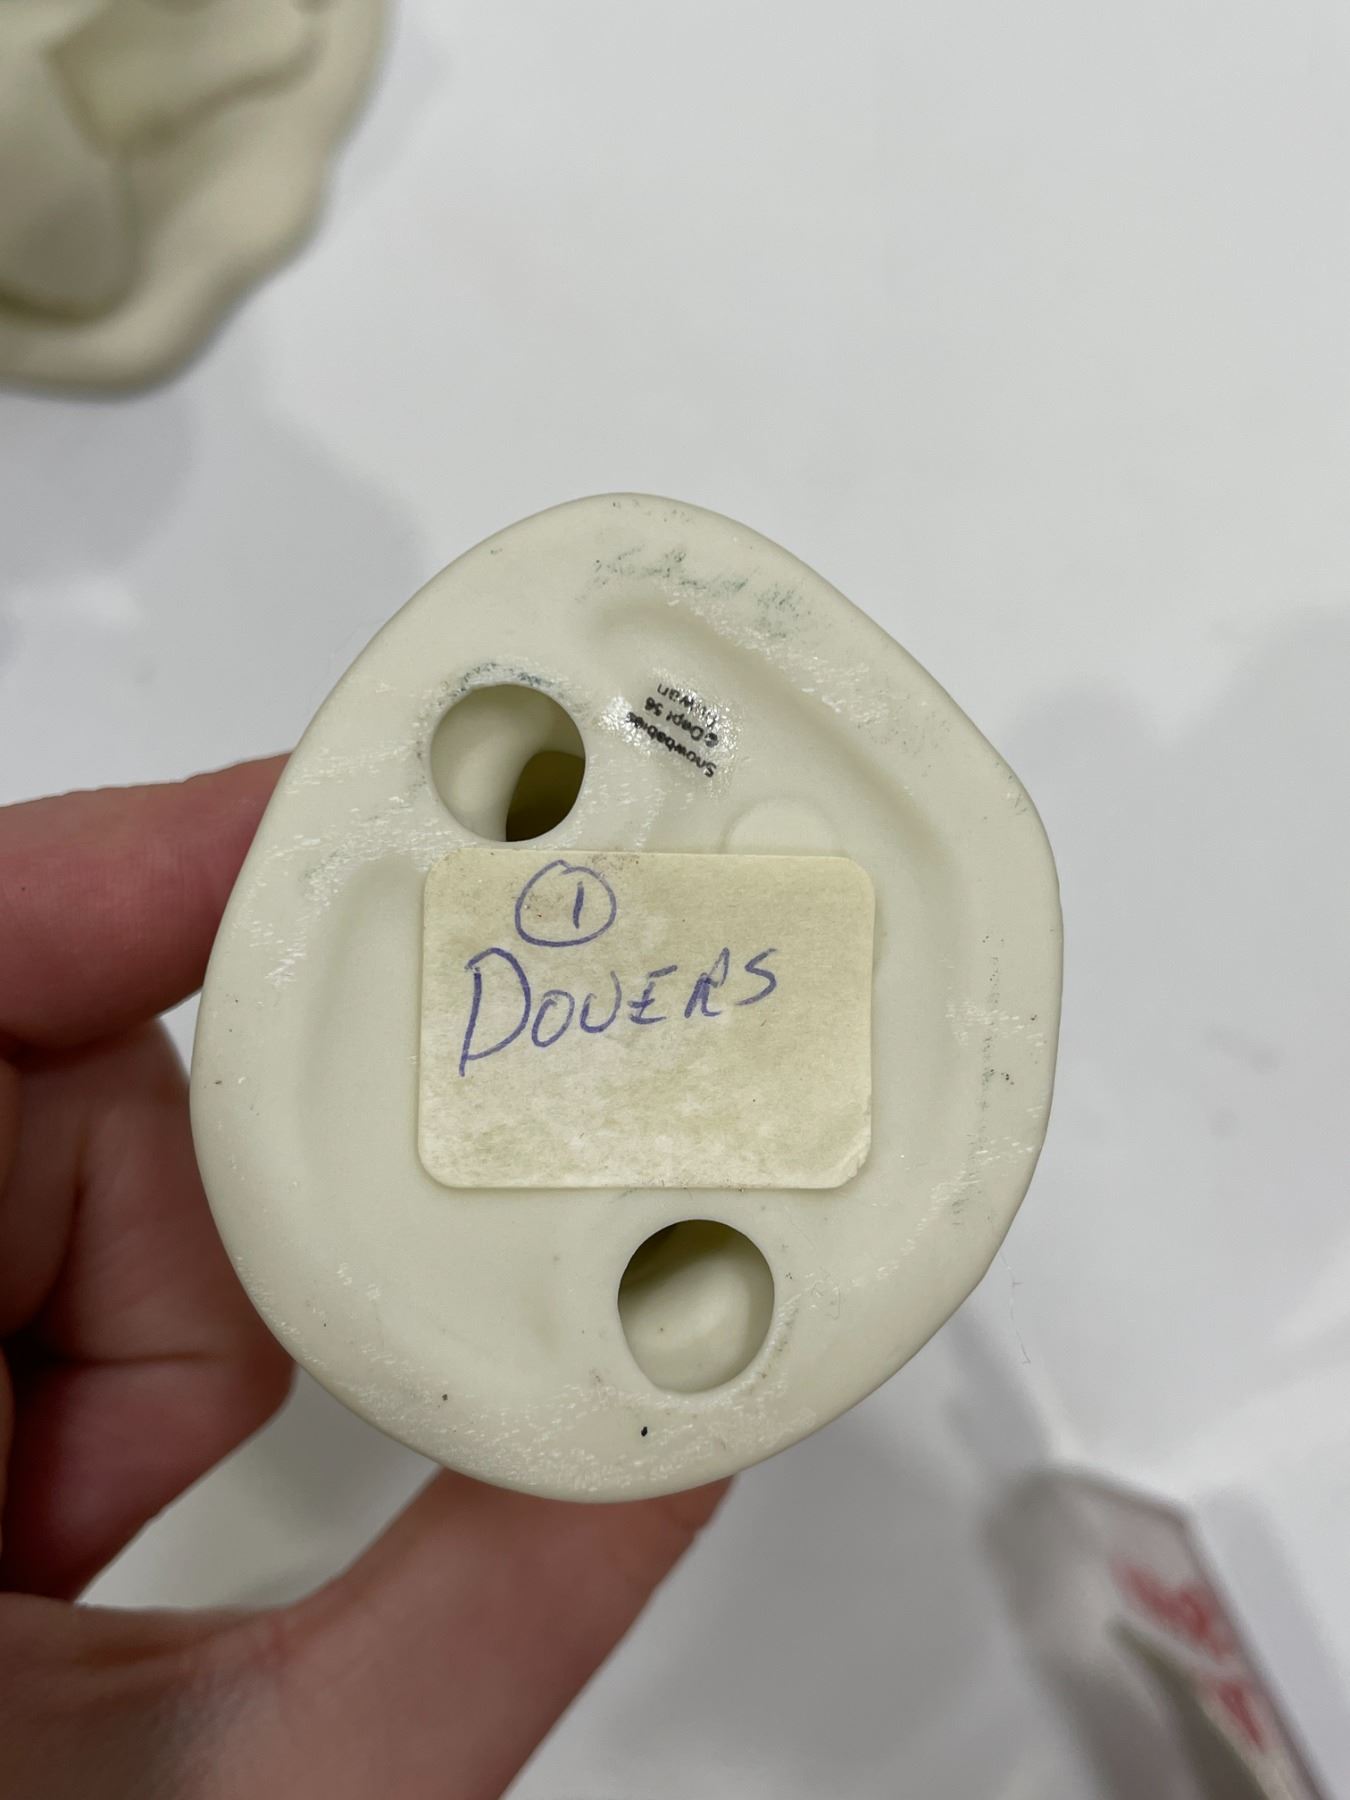 Snowbabies
© Dept 56
Taiwan
1
DOVERS